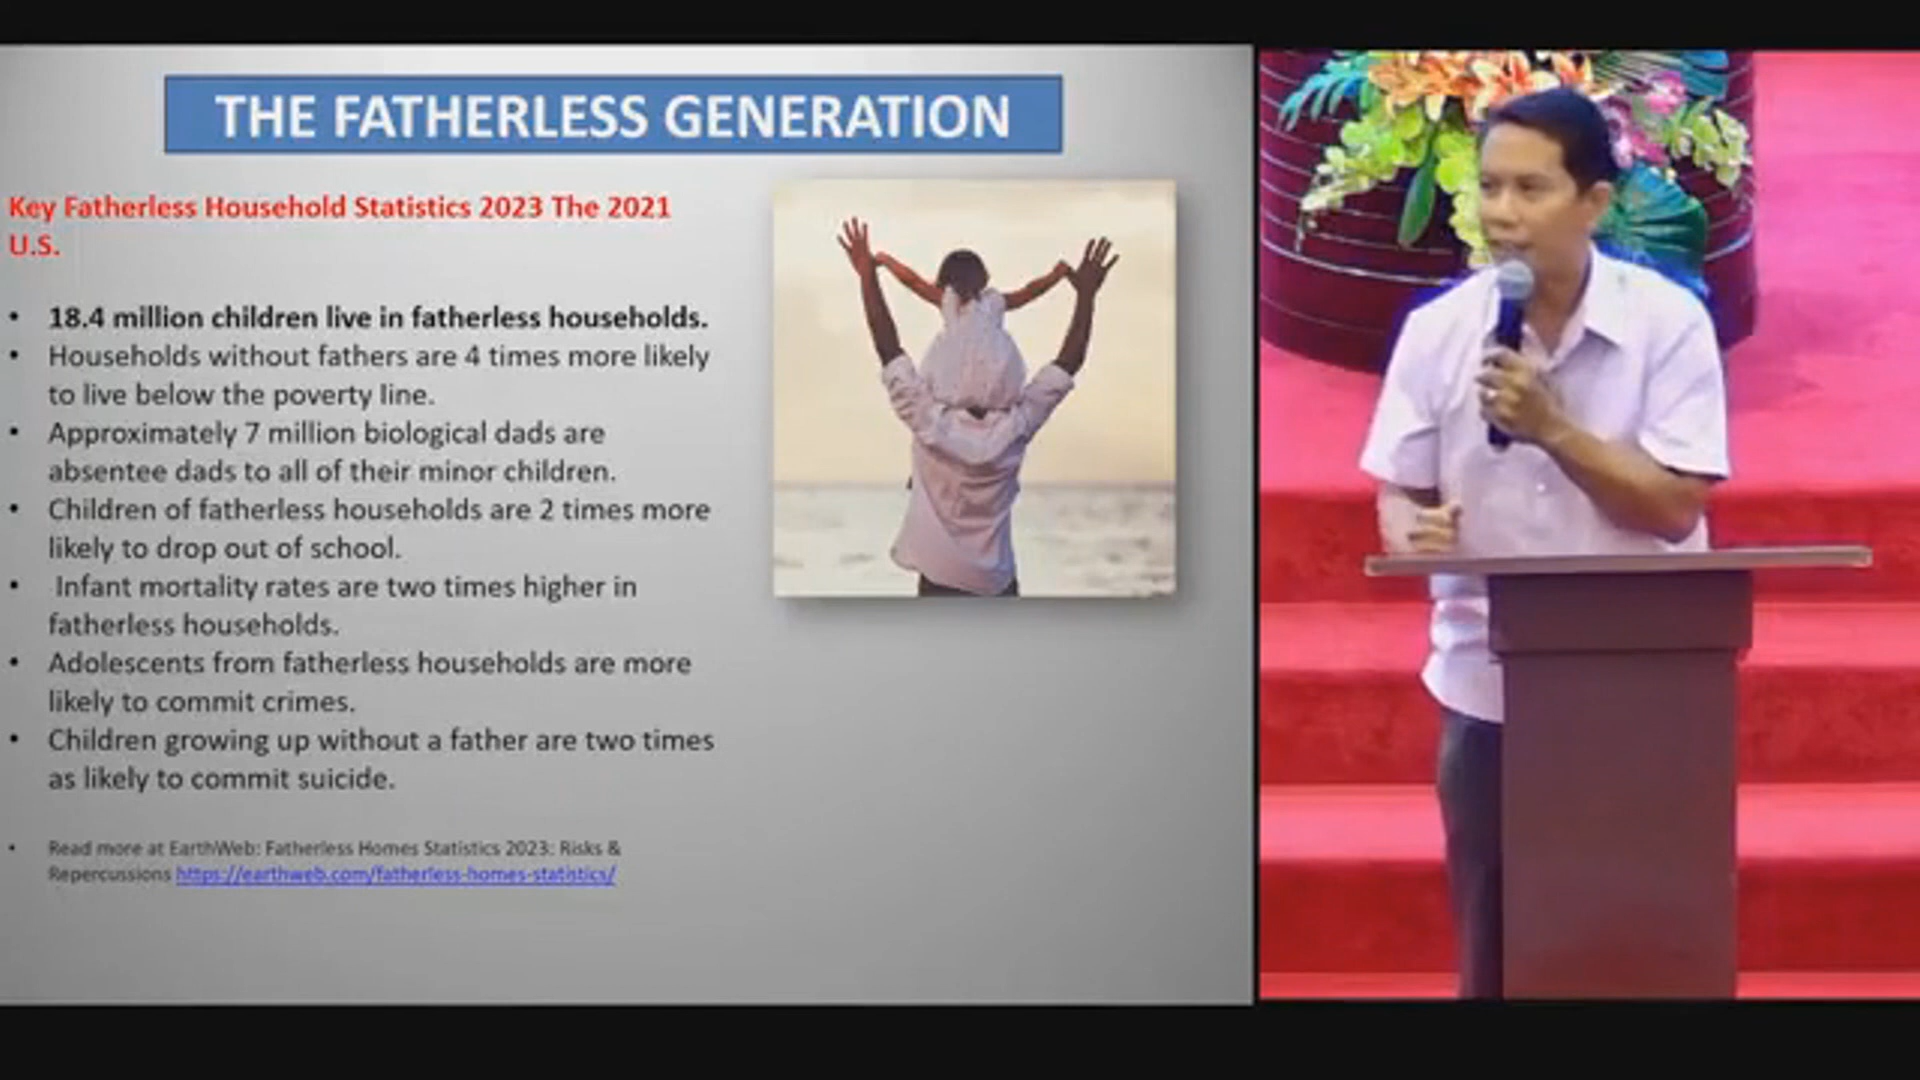 THE FATHERLESS GENERATION
Key Fatherless Household Statistics 2023 The 2021
U.S.
• 18.4 million children live in fatherless households.
• Households without fathers are 4 times more likely
to live below the poverty line.
• Approximately 7 million biological dads are
absentee dads to all of their minor children.
• Children of fatherless households are 2 times more
likely to drop out of school.
• Infant mortality rates are two times higher in
fatherless households.
• Adolescents from fatherless households are more
likely to commit crimes.
• Children growing up without a father are two times
as likely to commit suicide.
• Read more at EarthWeb: Fatherless Homes Statistics 2023: Risks &
Repercussions https://earthweb.com/fatherless-homes-statistics/